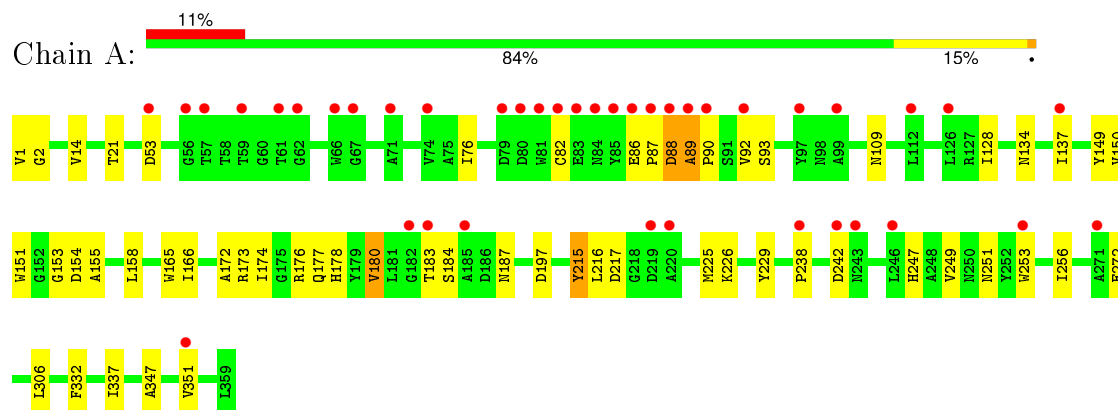 11%
Chain A:
84% 15% •
V1 G2 V14 T21 D53 G56 T57 T58 T59 G60 T61 G62 W66 G67 A71 V74 A75 I76 D79 D80 W81 C82 E83 N84 Y85 E86 P87 D88 A89 P90 S91 V92 S93 Y97 N98 A99 N109 L112 L126 R127 I128 N134 I137 Y149
W151 G152 G153 D154 A155 L158 W165 I166 A172 R173 I174 G175 R176 Q177 H178 Y179 V180 L181 G182 T183 S184 A185 D186 N187 D197 Y215 L216 D217 G218 D219 A220 M225 K226 Y229 P238 D242 N243 L246 H247 A248 V249 N250 N251 Y252 W253 I256 A271
L306 F332 I337 A347 V351 L359